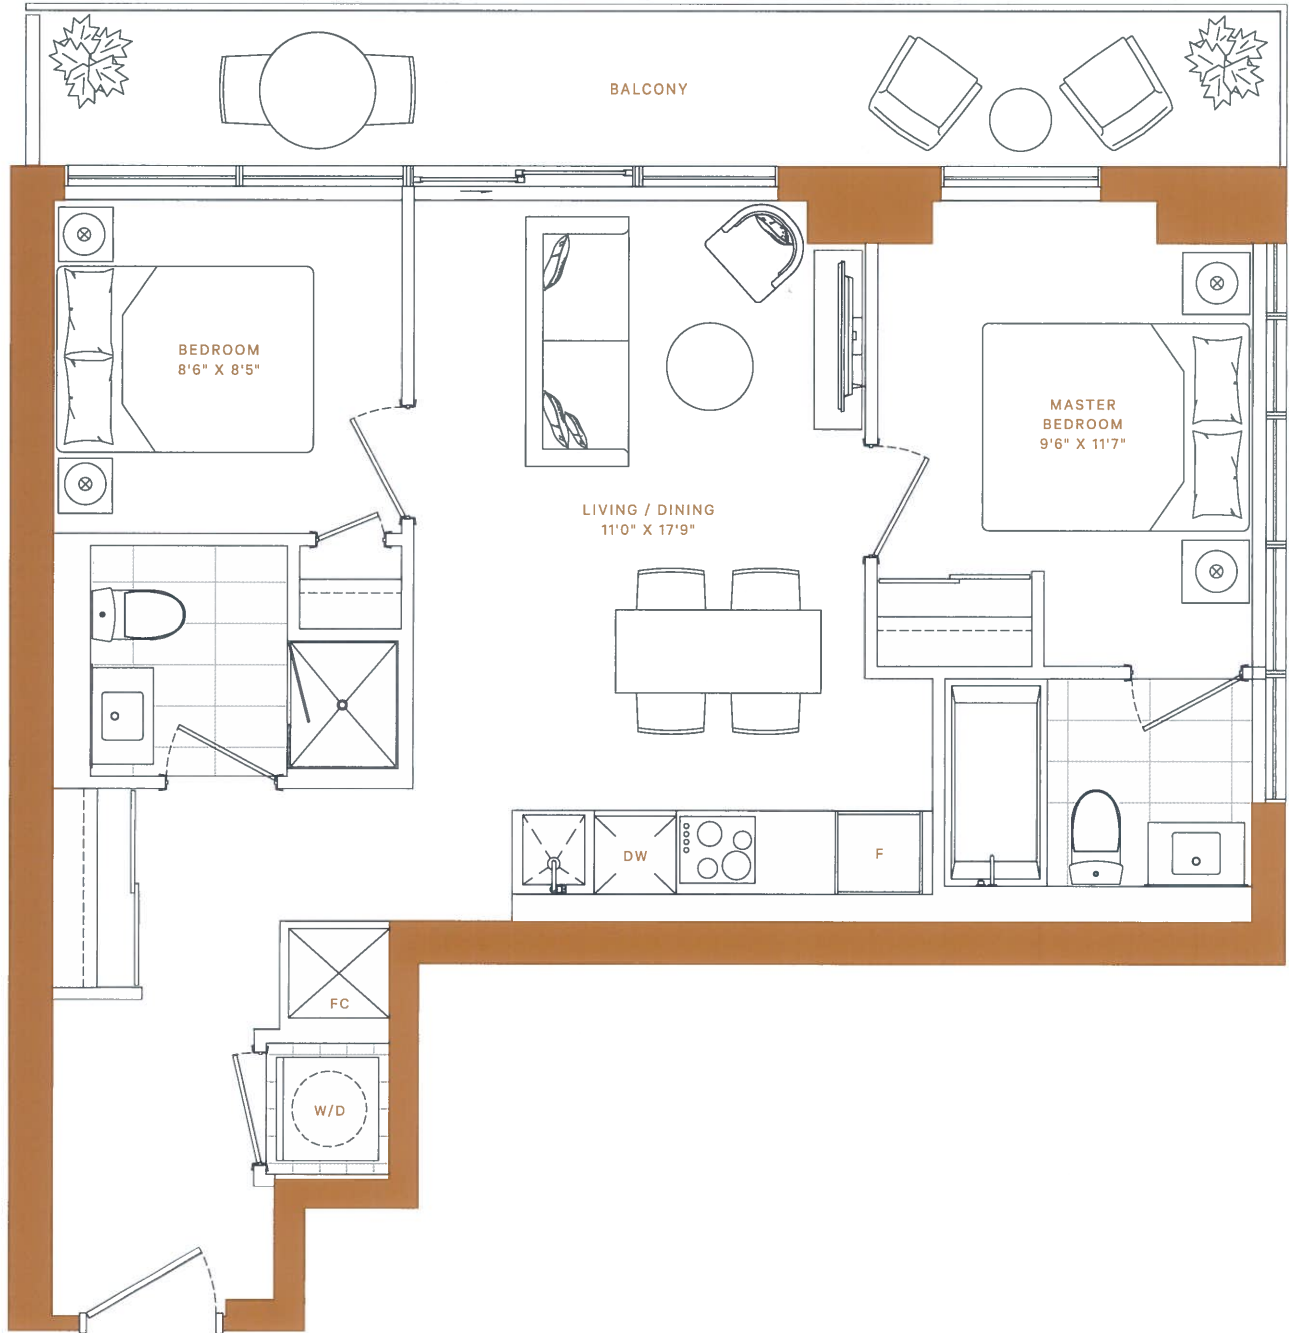 BALCONY
BEDROOM
8'6" X 8'5"
MASTER
BEDROOM
9'6" X 11'7"
LIVING / DINING
11'0" X 17'9"
DW
F
FC
W/D